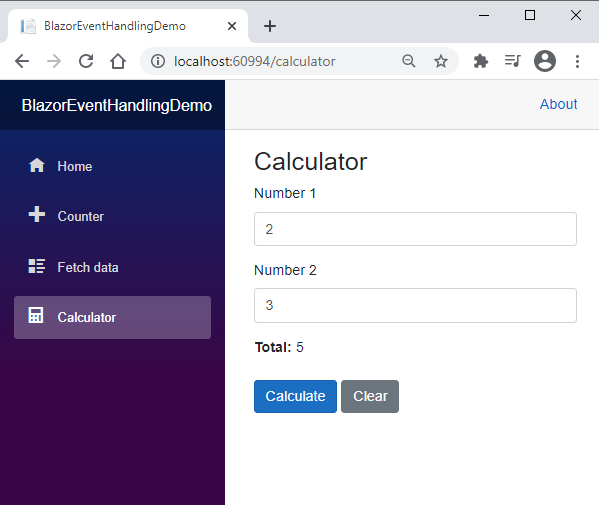 BlazorEventHandlingDemo
localhost:60994/calculator
BlazorEventHandlingDemo
About
Home
Counter
Fetch data
Calculator
Calculator
Number 1
2
Number 2
3
Total: 5
Calculate Clear